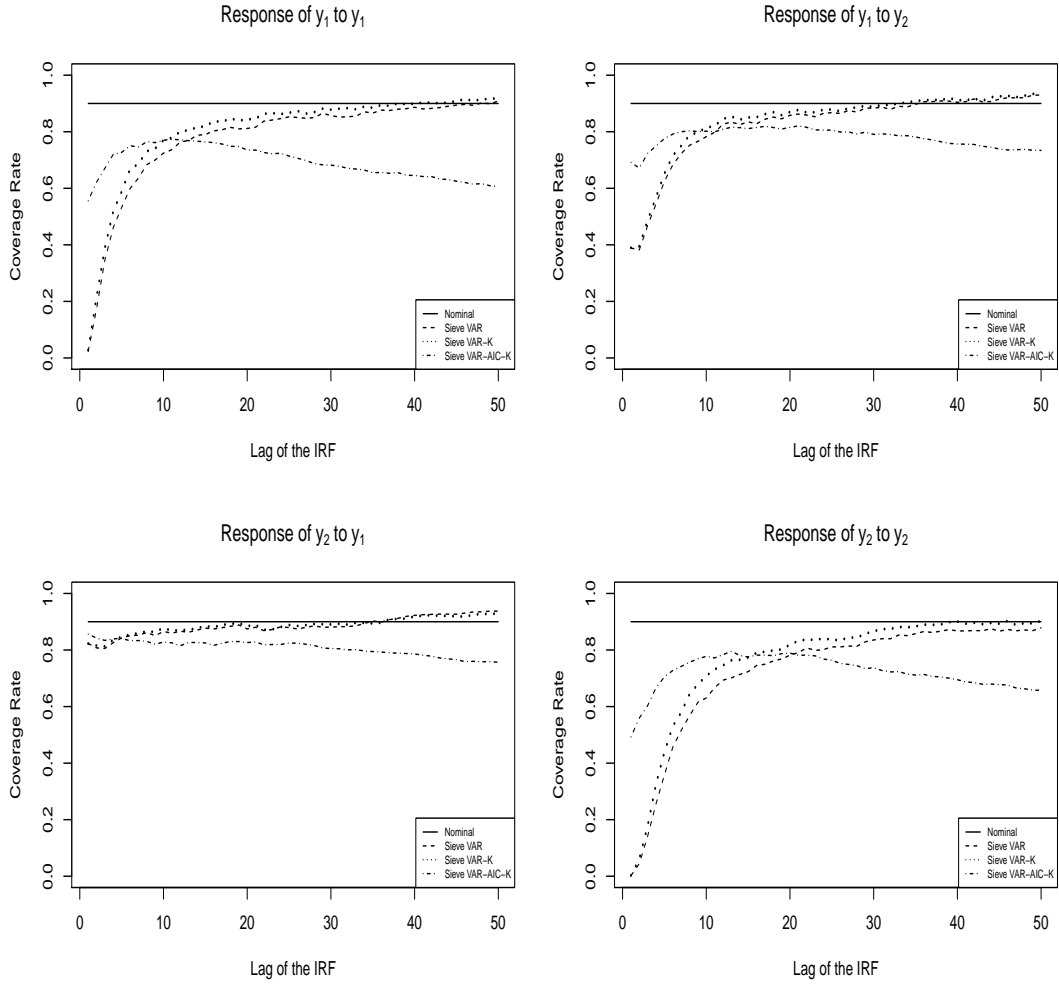 Response of y₁ to y₁
Coverage Rate
1.0
0.8
0.6
0.4
0.2
0.0
Nominal
Sieve VAR
Sieve VAR−K
Sieve VAR−AIC−K
0 10 20 30 40 50
Lag of the IRF
Response of y₁ to y₂
Coverage Rate
1.0
0.8
0.6
0.4
0.2
0.0
Nominal
Sieve VAR
Sieve VAR−K
Sieve VAR−AIC−K
0 10 20 30 40 50
Lag of the IRF
Response of y₂ to y₁
Coverage Rate
1.0
0.8
0.6
0.4
0.2
0.0
Nominal
Sieve VAR
Sieve VAR−K
Sieve VAR−AIC−K
0 10 20 30 40 50
Lag of the IRF
Response of y₂ to y₂
Coverage Rate
1.0
0.8
0.6
0.4
0.2
0.0
Nominal
Sieve VAR
Sieve VAR−K
Sieve VAR−AIC−K
0 10 20 30 40 50
Lag of the IRF